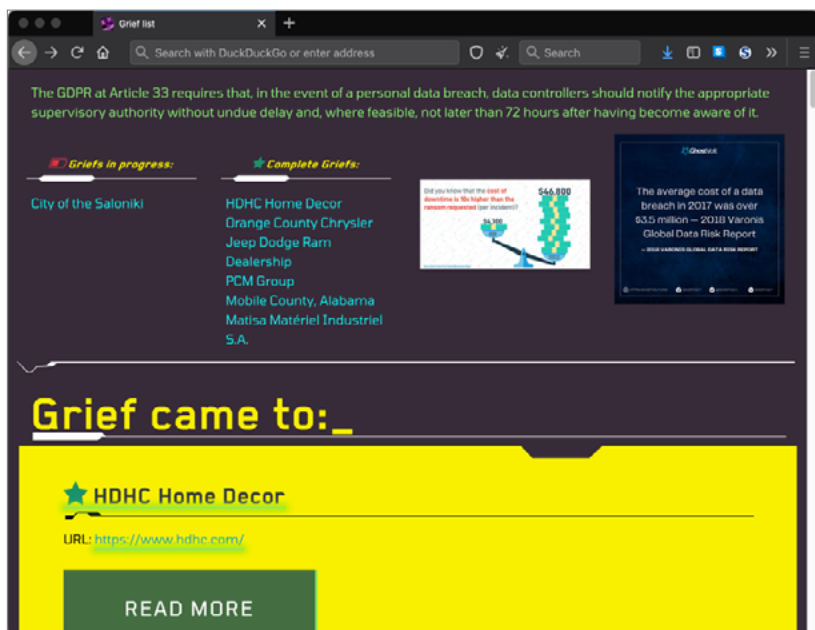 Grief list
Search with DuckDuckGo or enter address
Search
The GDPR at Article 33 requires that, in the event of a personal data breach, data controllers should notify the appropriate
supervisory authority without undue delay and, where feasible, not later than 72 hours after having become aware of it.
Griefs in progress:
City of the Saloniki
Complete Griefs:
HDHC Home Decor
Orange County Chrysler
Jeep Dodge Ram
Dealership
PCM Group
Mobile County, Alabama
Matisa Matériel Industriel
S.A.
Did you know that the cost of
downtime is 10x higher than the
ransom requested (per incident)?
$46,800
$4,300
The average cost of a data
breach in 2017 was over
$3.5 million — 2018 Varonis
Global Data Risk Report
— 2018 VARONIS GLOBAL DATA RISK REPORT
Grief came to:_
HDHC Home Decor
URL: https://www.hdhc.com/
READ MORE